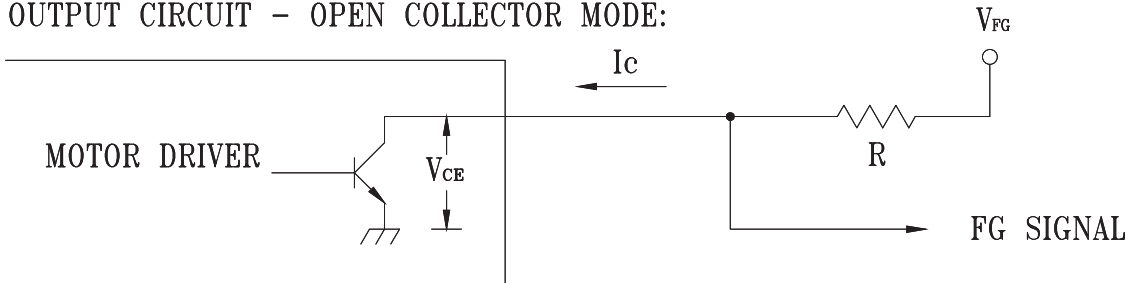 OUTPUT CIRCUIT - OPEN COLLECTOR MODE:
VFG
Ic
MOTOR DRIVER
VCE
R
FG SIGNAL